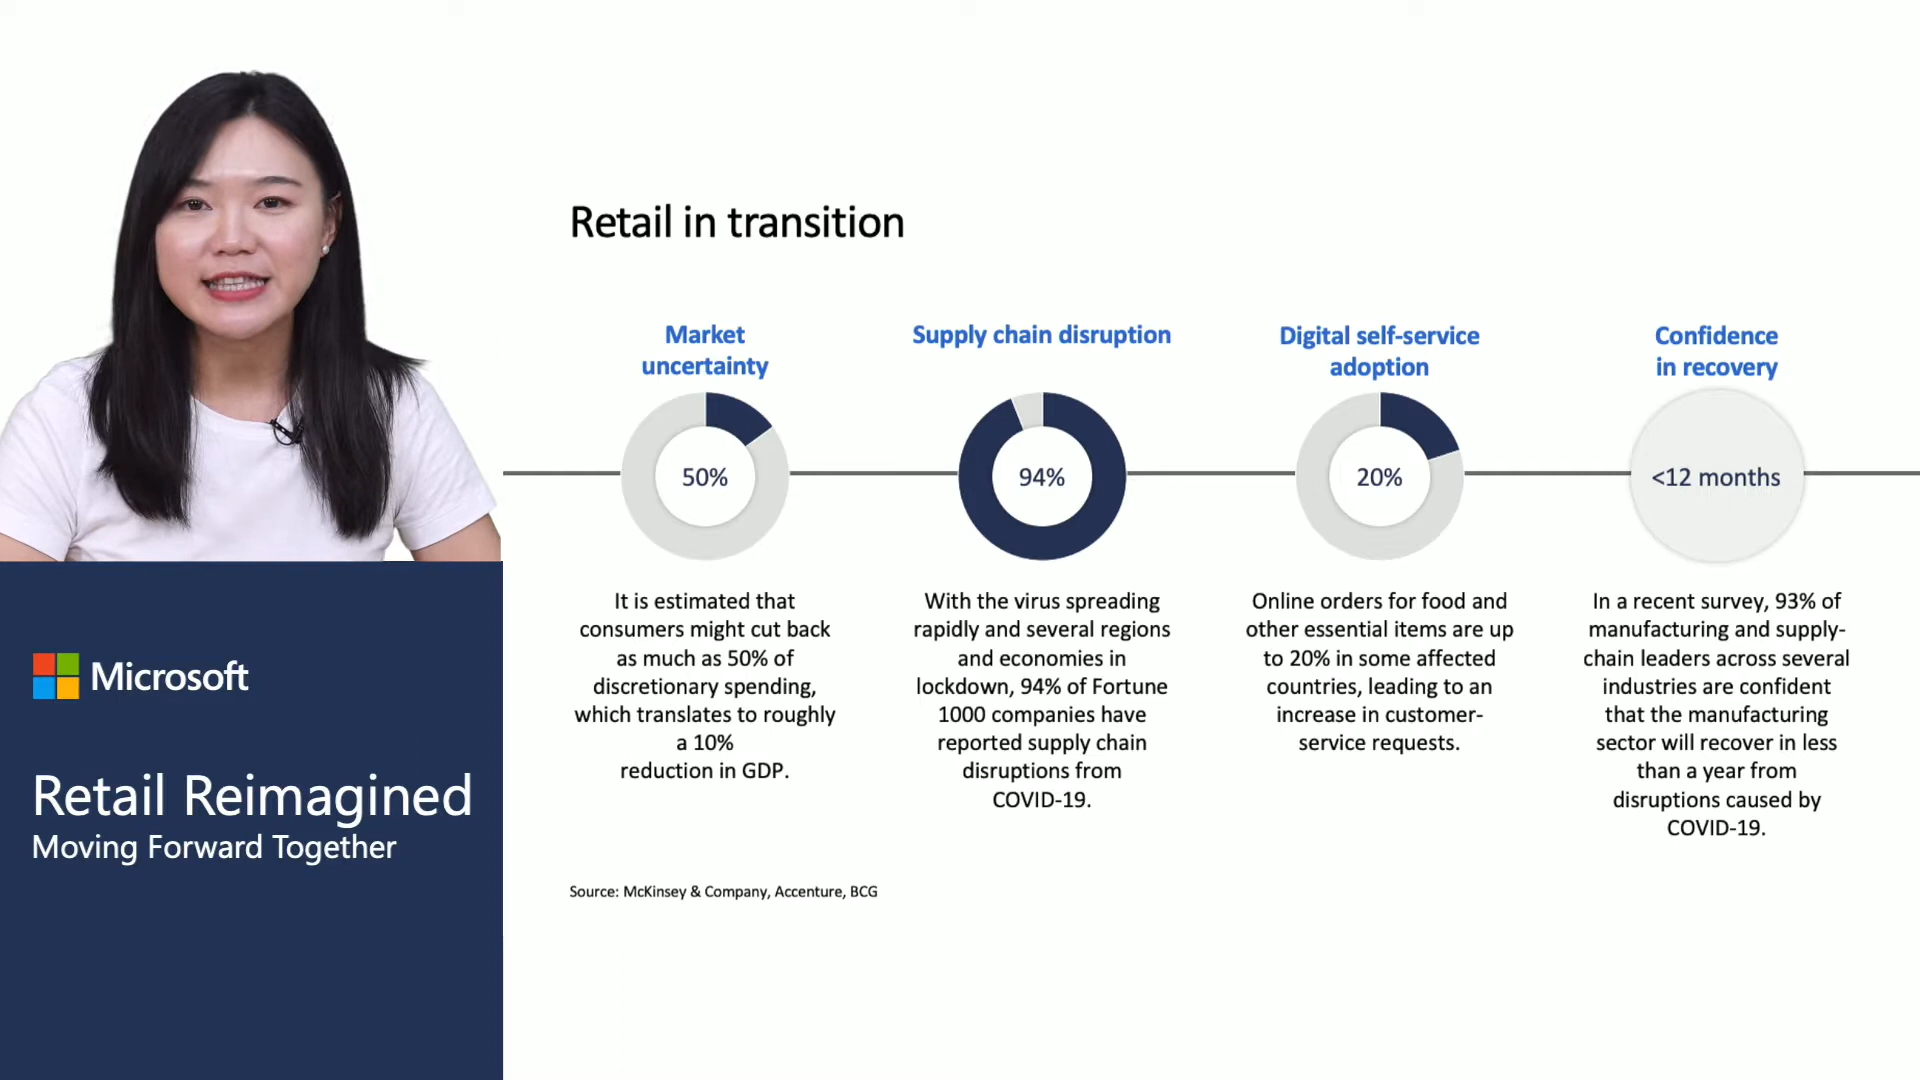 Retail in transition
Market
uncertainty
50%
It is estimated that
consumers might cut back
as much as 50% of
discretionary spending,
which translates to roughly
a 10%
reduction in GDP.
Supply chain disruption
94%
With the virus spreading
rapidly and several regions
and economies in
lockdown, 94% of Fortune
1000 companies have
reported supply chain
disruptions from
COVID-19.
Digital self-service
adoption
20%
Online orders for food and
other essential items are up
to 20% in some affected
countries, leading to an
increase in customer-
service requests.
Confidence
in recovery
<12 months
In a recent survey, 93% of
manufacturing and supply-
chain leaders across several
industries are confident
that the manufacturing
sector will recover in less
than a year from
disruptions caused by
COVID-19.
Source: McKinsey & Company, Accenture, BCG
Microsoft
Retail Reimagined
Moving Forward Together